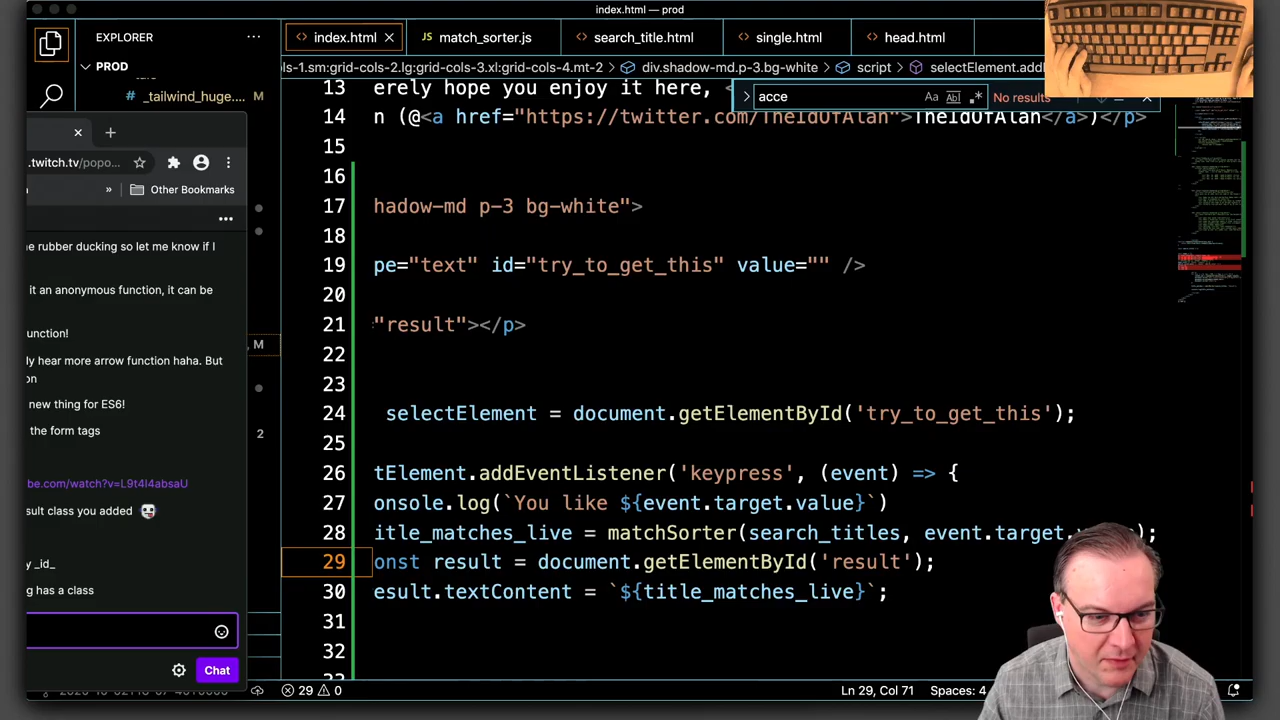 index.html — prod
EXPLORER
index.html
match_sorter.js
search_title.html
single.html
head.html
PROD
ls-1.sm:grid-cols-2.lg:grid-cols-3.xl:grid-cols-4.mt-2 > div.shadow-md.p-3.bg-white > script > selectElement.addE
_tailwind_huge.... M
acce
No results
13 erely hope you enjoy it here, <
14 n (@<a href="https://twitter.com/TheIdOfAlan">TheIdOfAlan</a>)</p>
15
16
17 hadow-md p-3 bg-white">
18
19 pe="text" id="try_to_get_this" value="" />
20
21 "result"></p>
22
23
24 selectElement = document.getElementById('try_to_get_this');
25
26 tElement.addEventListener('keypress', (event) => {
27 onsole.log(`You like ${event.target.value}`)
28 itle_matches_live = matchSorter(search_titles, event.target.
29 onst result = document.getElementById('result');
30 esult.textContent = `${title_matches_live}`;
31
32
.twitch.tv/popo...
» Other Bookmarks
e rubber ducking so let me know if I
it an anonymous function, it can be
unction!
ly hear more arrow function haha. But
on
new thing for ES6!
the form tags
be.com/watch?v=L9t4l4absaU
sult class you added
y _id_
g has a class
Chat
, M
2
29 0
Ln 29, Col 71
Spaces: 4